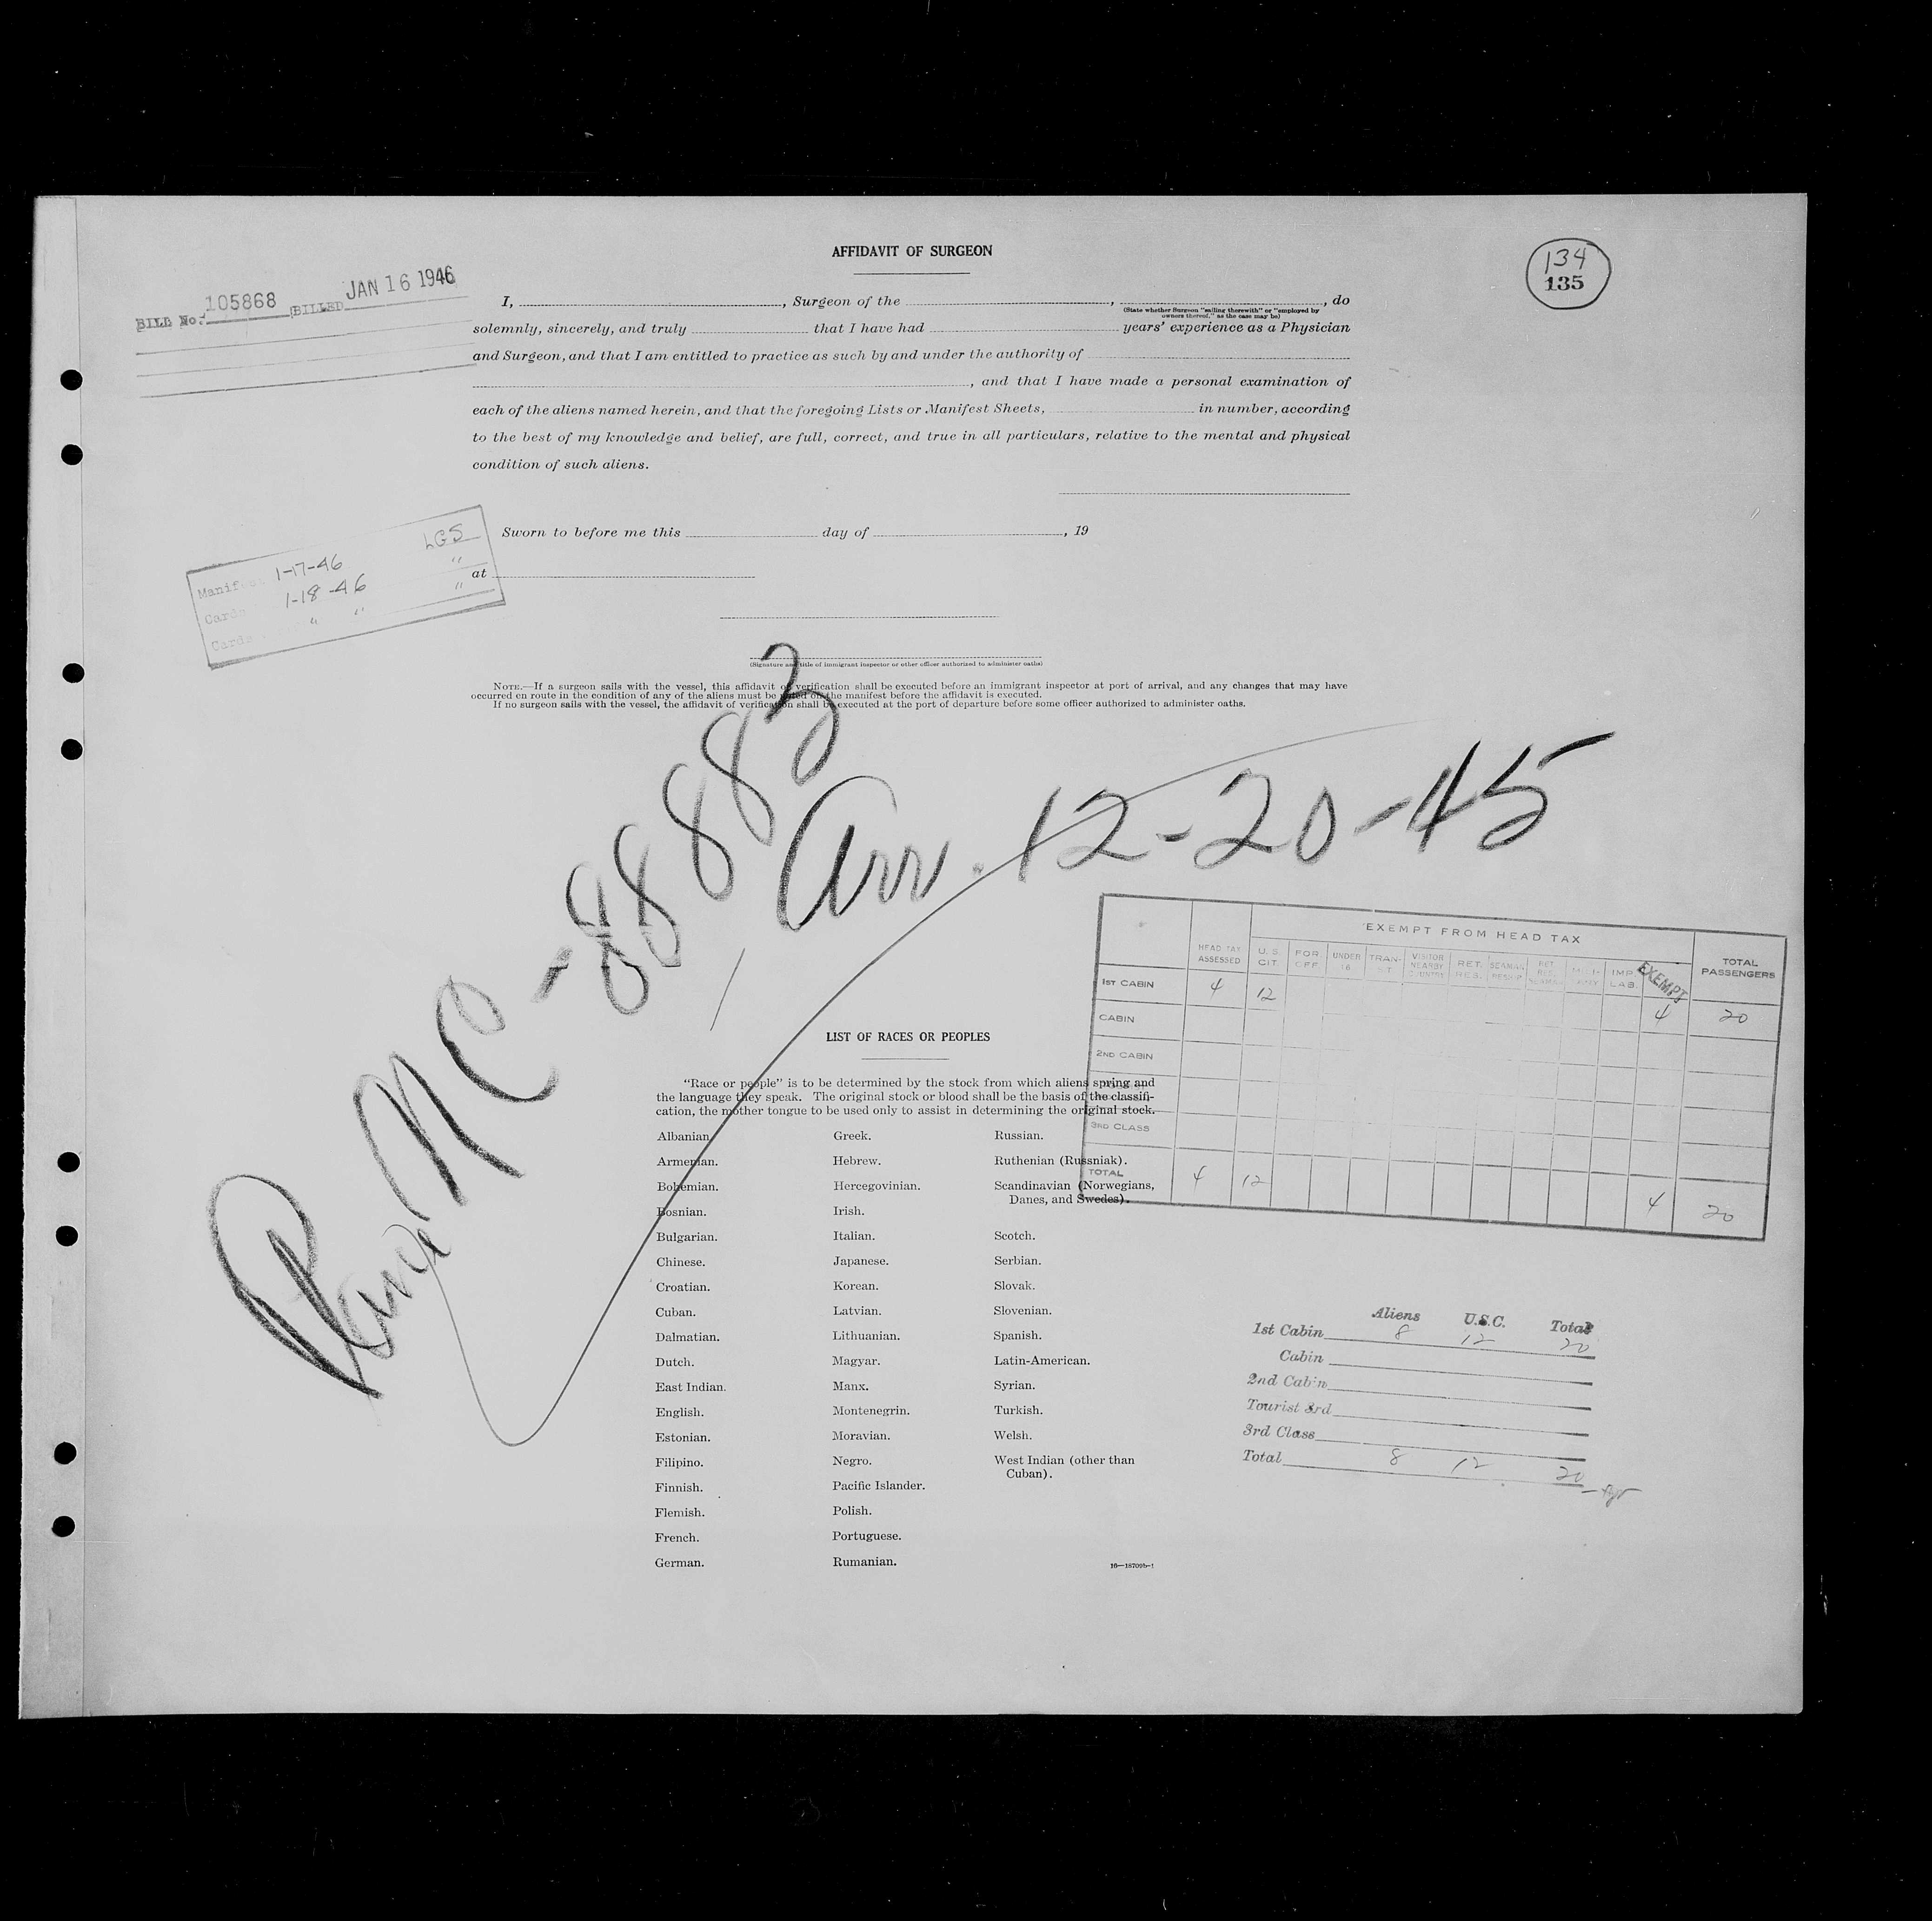 AFFIDAVIT OF SURGEON
134
135
BILL No. 105868 BILLED JAN 16 1946
I, , Surgeon of the , , do
(State whether Surgeon "sailing therewith" or "employed by
owners thereof," as the case may be)
solemnly, sincerely, and truly that I have had years' experience as a Physician
and Surgeon, and that I am entitled to practice as such by and under the authority of
, and that I have made a personal examination of
each of the aliens named herein, and that the foregoing Lists or Manifest Sheets, in number, according
to the best of my knowledge and belief, are full, correct, and true in all particulars, relative to the mental and physical
condition of such aliens.
Sworn to before me this day of , 19
at
Manifest 1-17-46 LGS
Cards 1-18-46 "
Cards " " "
(Signature and title of immigrant inspector or other officer authorized to administer oaths)
NOTE.—If a surgeon sails with the vessel, this affidavit of verification shall be executed before an immigrant inspector at port of arrival, and any changes that may have
occurred en route in the condition of any of the aliens must be noted on the manifest before the affidavit is executed.
If no surgeon sails with the vessel, the affidavit of verification shall be executed at the port of departure before some officer authorized to administer oaths.
Plane NC-88883
Arr. 12-20-45
EXEMPT FROM HEAD TAX
HEAD TAX ASSESSED U.S. CIT. FOR OFF UNDER 16 TRANSIT VISITOR NEARBY COUNTRY RET. RES. SEAMAN IMP. LAB. EXEMPT TOTAL PASSENGERS
1ST CABIN 4 12 4 20
CABIN
2ND CABIN
3RD CLASS
TOTAL 4 12 4 20
LIST OF RACES OR PEOPLES
"Race or people" is to be determined by the stock from which aliens spring and
the language they speak. The original stock or blood shall be the basis of the classifi-
cation, the mother tongue to be used only to assist in determining the original stock.
Albanian.
Armenian.
Bohemian.
Bosnian.
Bulgarian.
Chinese.
Croatian.
Cuban.
Dalmatian.
Dutch.
East Indian.
English.
Estonian.
Filipino.
Finnish.
Flemish.
French.
German.
Greek.
Hebrew.
Hercegovinian.
Irish.
Italian.
Japanese.
Korean.
Latvian.
Lithuanian.
Magyar.
Manx.
Montenegrin.
Moravian.
Negro.
Pacific Islander.
Polish.
Portuguese.
Rumanian.
Russian.
Ruthenian (Russniak).
Scandinavian (Norwegians,
Danes, and Swedes).
Scotch.
Serbian.
Slovak.
Slovenian.
Spanish.
Latin-American.
Syrian.
Turkish.
Welsh.
West Indian (other than
Cuban).
16—18709b-1
Aliens U.S.C. Total
1st Cabin 8 12 20
Cabin
2nd Cabin
Tourist 3rd
3rd Class
Total 8 12 20